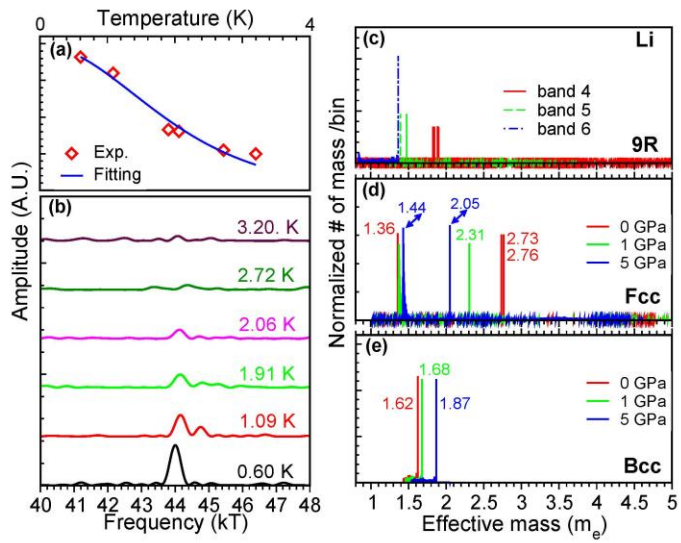 Temperature (K)
0 4
(a)
Exp.
Fitting
Amplitude (A.U.)
(b)
3.20. K
2.72 K
2.06 K
1.91 K
1.09 K
0.60 K
40 41 42 43 44 45 46 47 48
Frequency (kT)
Normalized # of mass /bin
(c) Li
band 4
band 5
band 6
9R
(d)
1.44 2.05
1.36 2.31 2.73
2.76
0 GPa
1 GPa
5 GPa
Fcc
(e)
1.68
1.62 1.87
0 GPa
1 GPa
5 GPa
Bcc
1 1.5 2 2.5 3 3.5 4 4.5 5
Effective mass (me)